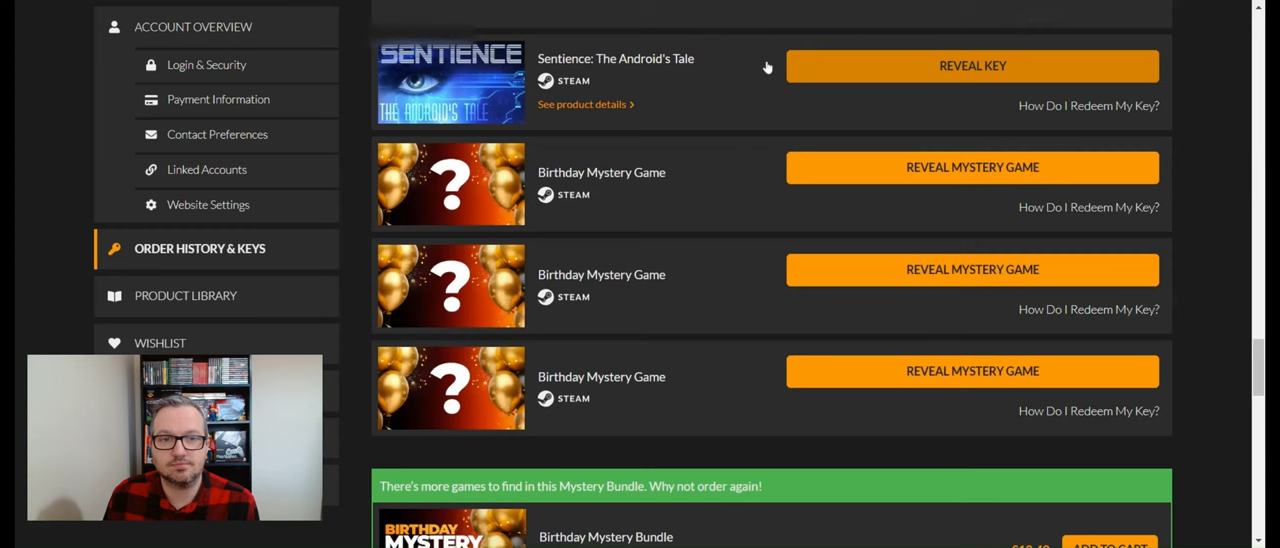 ACCOUNT OVERVIEW
Login & Security
Payment Information
Contact Preferences
Linked Accounts
Website Settings
ORDER HISTORY & KEYS
PRODUCT LIBRARY
WISHLIST
SENTIENCE
THE ANDROID'S TALE
Sentience: The Android's Tale
STEAM
See product details >
REVEAL KEY
How Do I Redeem My Key?
?
Birthday Mystery Game
STEAM
REVEAL MYSTERY GAME
How Do I Redeem My Key?
?
Birthday Mystery Game
STEAM
REVEAL MYSTERY GAME
How Do I Redeem My Key?
?
Birthday Mystery Game
STEAM
REVEAL MYSTERY GAME
How Do I Redeem My Key?
There's more games to find in this Mystery Bundle. Why not order again!
BIRTHDAY
MYSTERY
Birthday Mystery Bundle
ADD TO CART